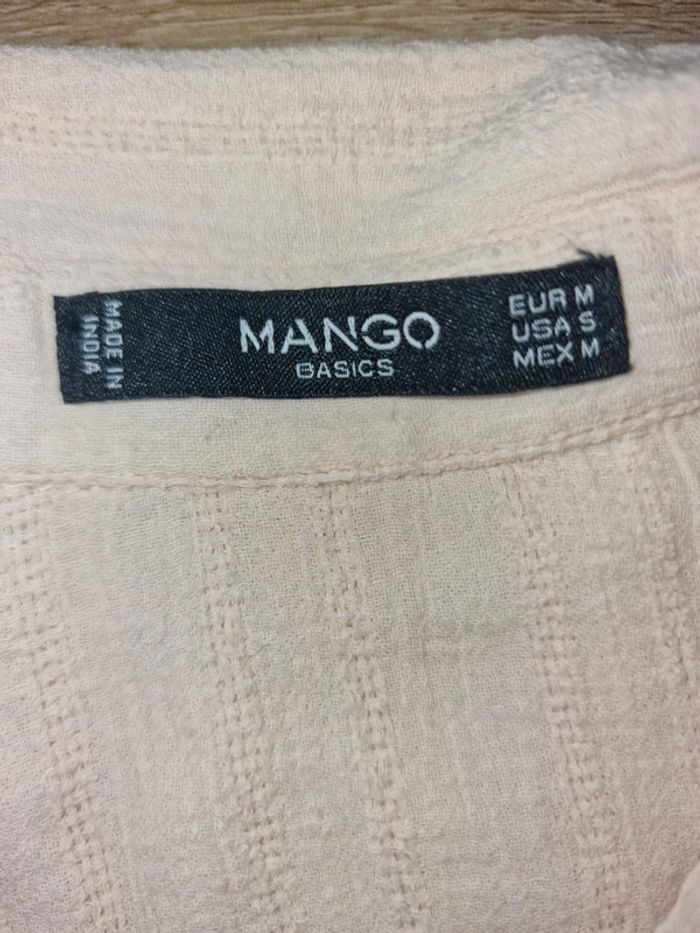 MADE IN
INDIA
MANGO
BASICS
EUR M
USA S
MEX M